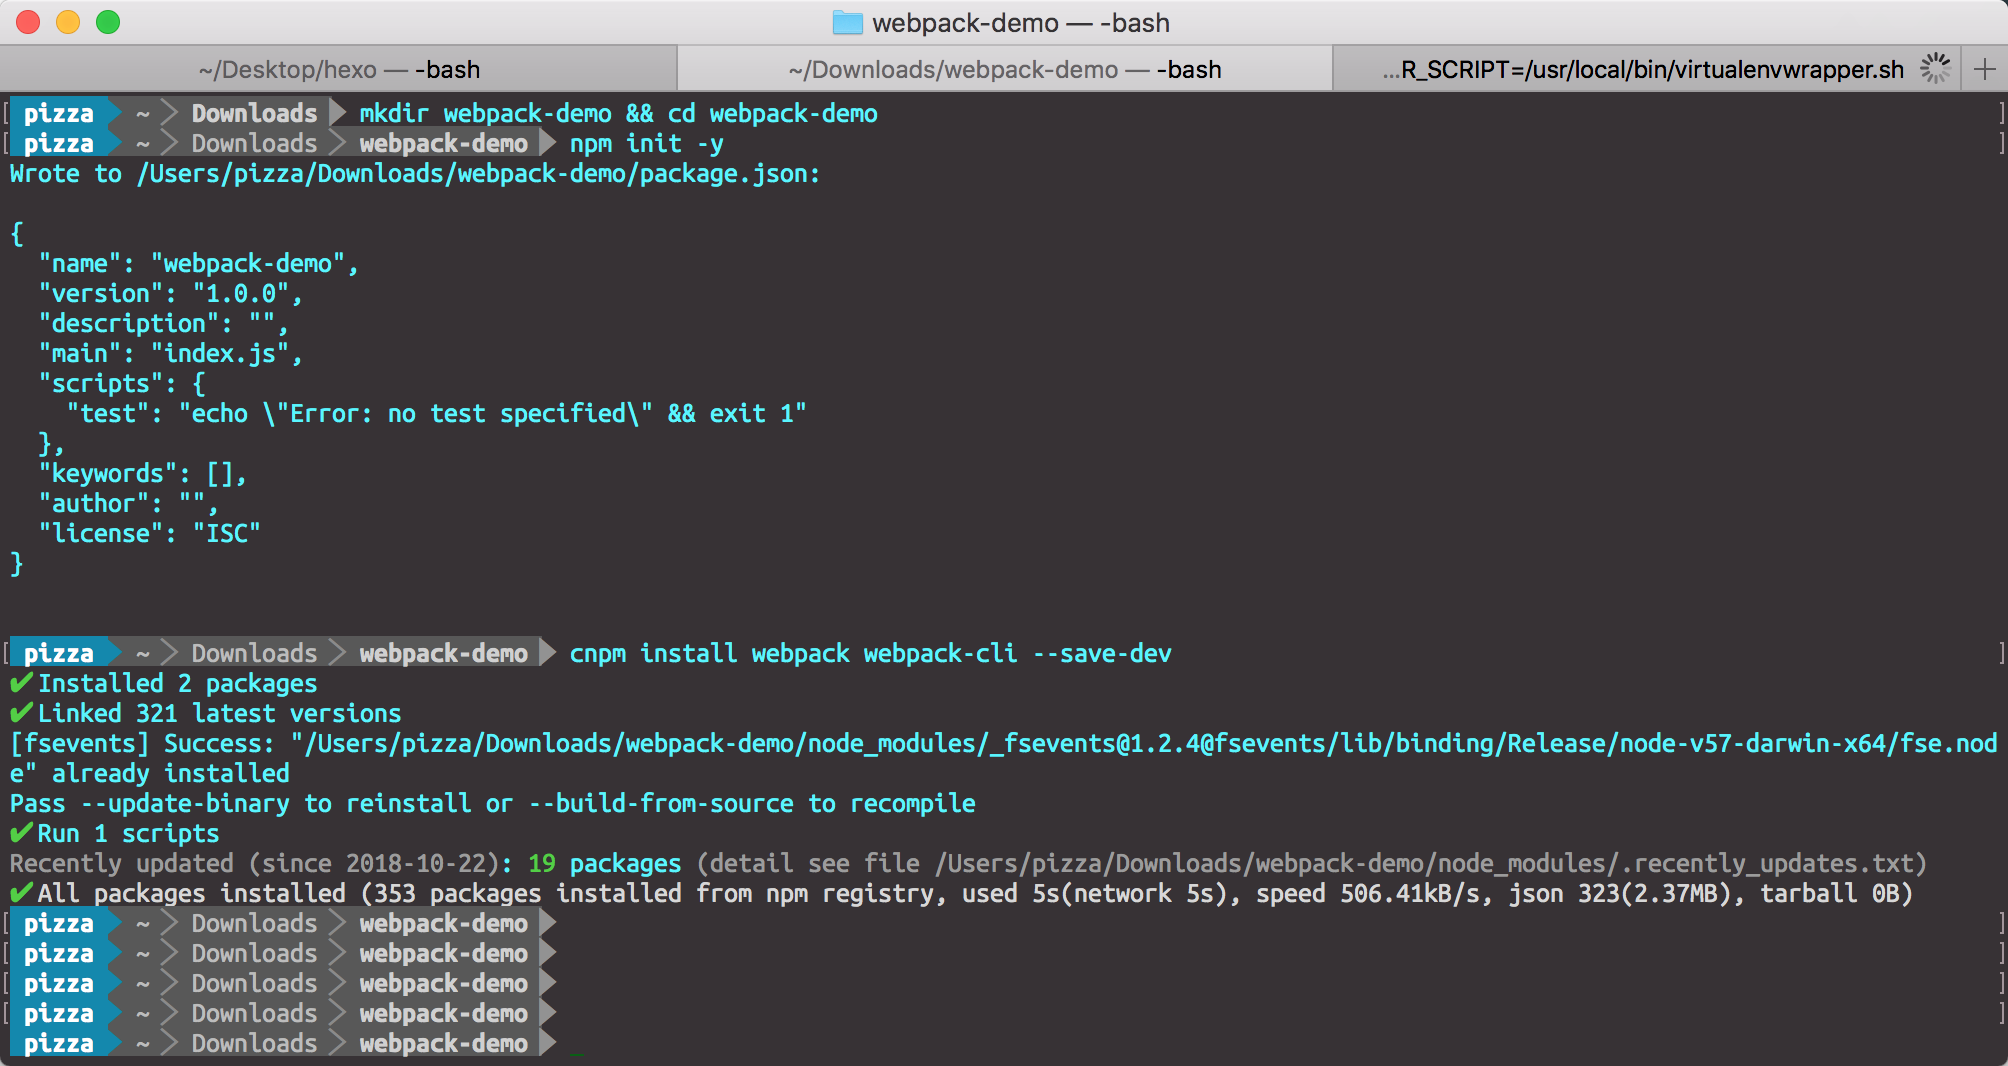 webpack-demo — -bash
~/Desktop/hexo — -bash
~/Downloads/webpack-demo — -bash
...R_SCRIPT=/usr/local/bin/virtualenvwrapper.sh
pizza ~ Downloads mkdir webpack-demo && cd webpack-demo
pizza ~ Downloads webpack-demo npm init -y
Wrote to /Users/pizza/Downloads/webpack-demo/package.json:
{
"name": "webpack-demo",
"version": "1.0.0",
"description": "",
"main": "index.js",
"scripts": {
"test": "echo \"Error: no test specified\" && exit 1"
},
"keywords": [],
"author": "",
"license": "ISC"
}
pizza ~ Downloads webpack-demo cnpm install webpack webpack-cli --save-dev
✔ Installed 2 packages
✔ Linked 321 latest versions
[fsevents] Success: "/Users/pizza/Downloads/webpack-demo/node_modules/_fsevents@1.2.4@fsevents/lib/binding/Release/node-v57-darwin-x64/fse.nod
e" already installed
Pass --update-binary to reinstall or --build-from-source to recompile
✔ Run 1 scripts
Recently updated (since 2018-10-22): 19 packages (detail see file /Users/pizza/Downloads/webpack-demo/node_modules/.recently_updates.txt)
✔ All packages installed (353 packages installed from npm registry, used 5s(network 5s), speed 506.41kB/s, json 323(2.37MB), tarball 0B)
pizza ~ Downloads webpack-demo
pizza ~ Downloads webpack-demo
pizza ~ Downloads webpack-demo
pizza ~ Downloads webpack-demo
pizza ~ Downloads webpack-demo